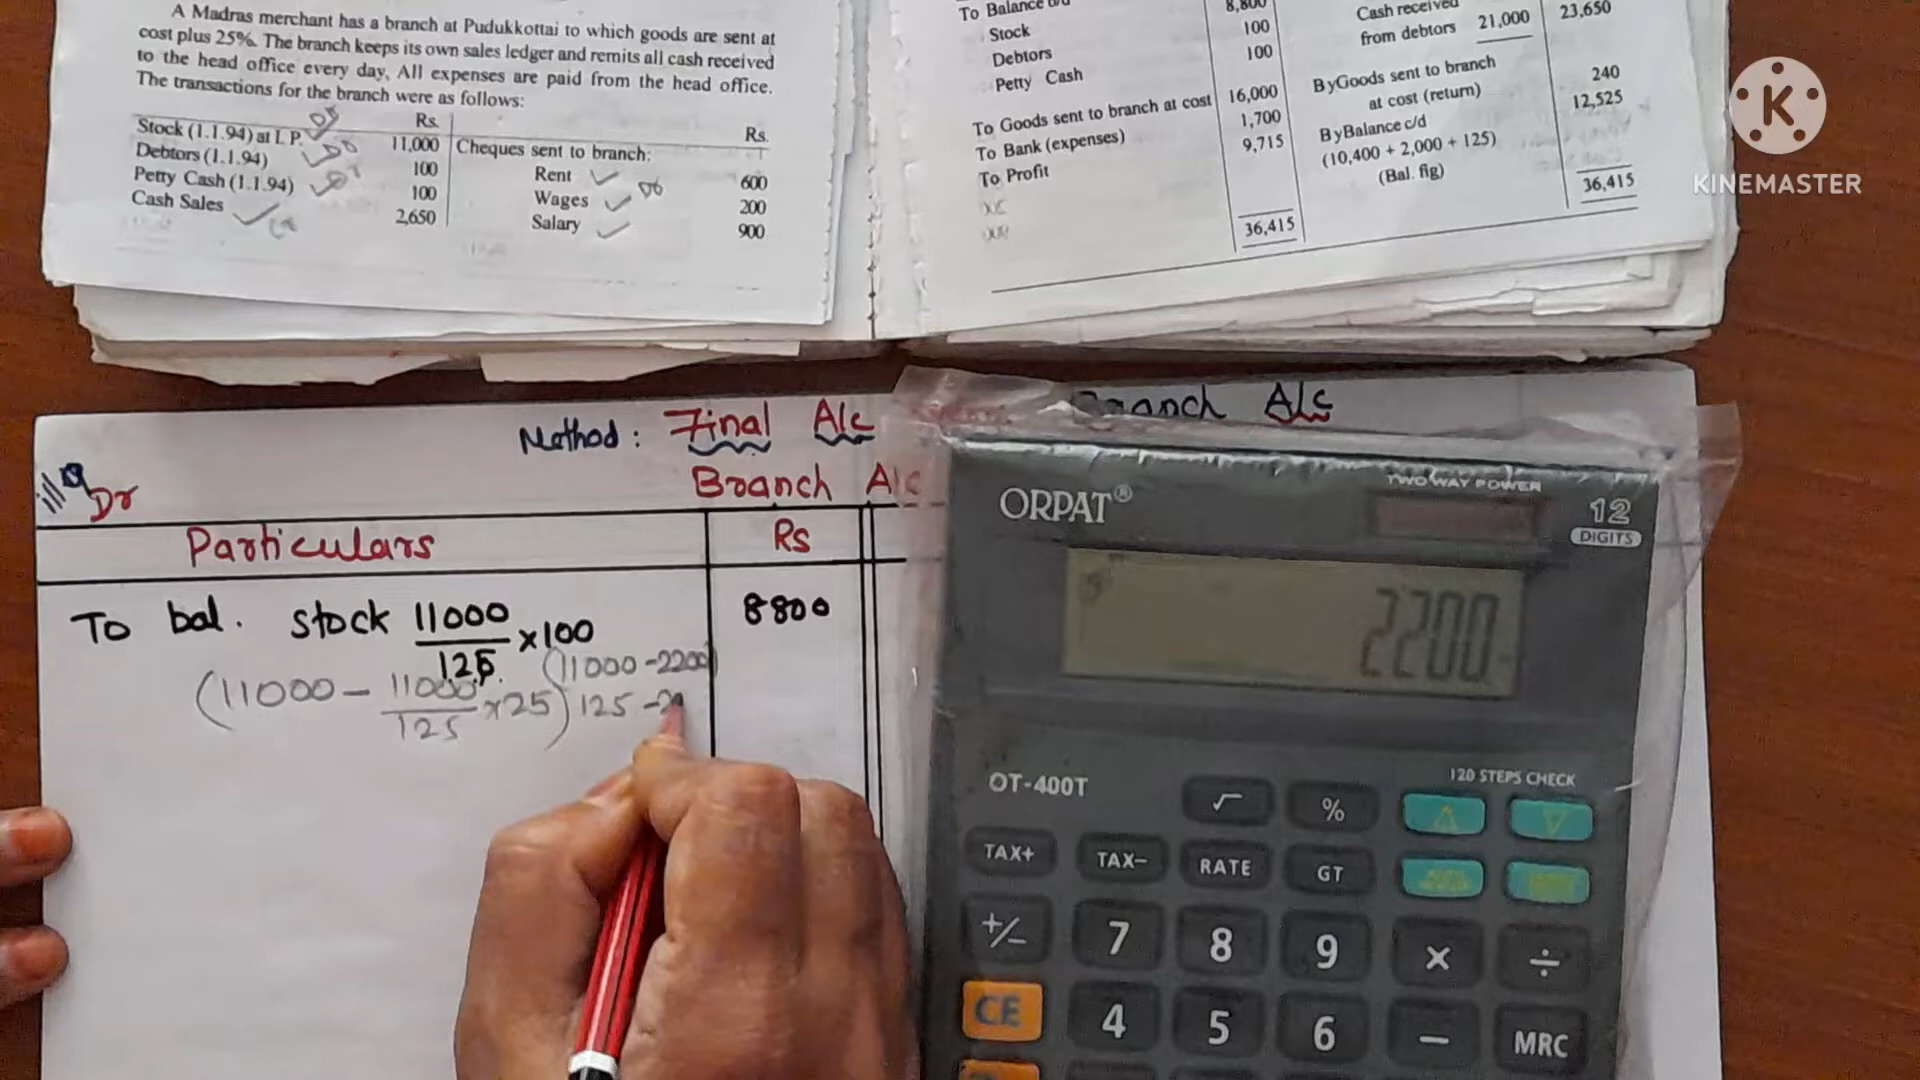 A Madras merchant has a branch at Pudukkottai to which goods are sent at
cost plus 25%. The branch keeps its own sales ledger and remits all cash received
to the head office every day, All expenses are paid from the head office.
The transactions for the branch were as follows:
Rs. Rs.
Stock (1.1.94) at I. P. 11,000 Cheques sent to branch:
Debtors (1.1.94) 100 Rent 600
Petty Cash (1.1.94) 100 Wages 200
Cash Sales 2,650 Salary 900
To Balance b/d
Stock 8,800
Debtors 100
Petty Cash 100
To Goods sent to branch at cost 16,000
To Bank (expenses) 1,700
To Profit 9,715
36,415
Cash received
from debtors 21,000 23,650
By Goods sent to branch
at cost (return) 240
By Balance c/d 12,525
(10,400 + 2,000 + 125)
(Bal. fig)
36,415
KINEMASTER
Method : Final A/c Branch A/c
Dr Branch A/c
Particulars Rs
To bal. stock 11000/125 × 100 8800
(11000 - 2200)
(11000 - 11000/125 × 25) 125 -
ORPAT®
TWO WAY POWER
12
DIGITS
2200.
OT-400T
120 STEPS CHECK
√ %
TAX+ TAX- RATE GT
+/- 7 8 9 × ÷
CE 4 5 6 - MRC